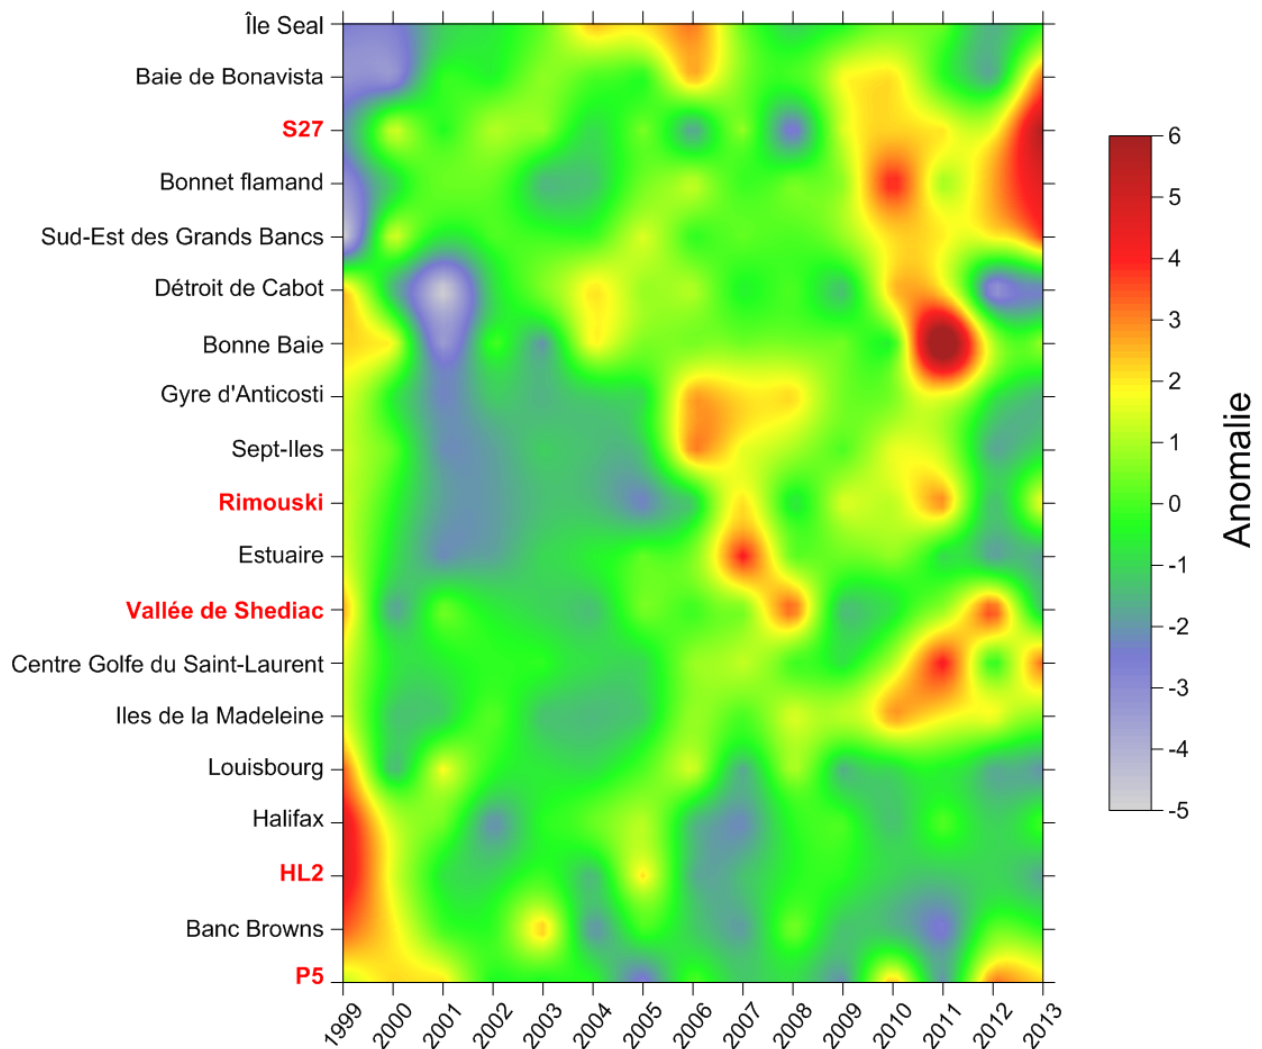 Île Seal
Baie de Bonavista
S27
Bonnet flamand
Sud-Est des Grands Bancs
Détroit de Cabot
Bonne Baie
Gyre d'Anticosti
Sept-Iles
Rimouski
Estuaire
Vallée de Shediac
Centre Golfe du Saint-Laurent
Iles de la Madeleine
Louisbourg
Halifax
HL2
Banc Browns
P5
1999 2000 2001 2002 2003 2004 2005 2006 2007 2008 2009 2010 2011 2012 2013
6
5
4
3
2
1
0
-1
-2
-3
-4
-5
Anomalie